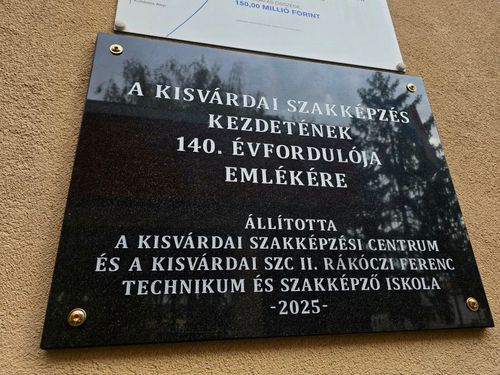 150,00 MILLIÓ FORINT
A KISVÁRDAI SZAKKÉPZÉS
KEZDETÉNEK
140. ÉVFORDULÓJA
EMLÉKÉRE
ÁLLÍTOTTA
A KISVÁRDAI SZAKKÉPZÉSI CENTRUM
ÉS A KISVÁRDAI SZC II. RÁKÓCZI FERENC
TECHNIKUM ÉS SZAKKÉPZŐ ISKOLA
-2025-